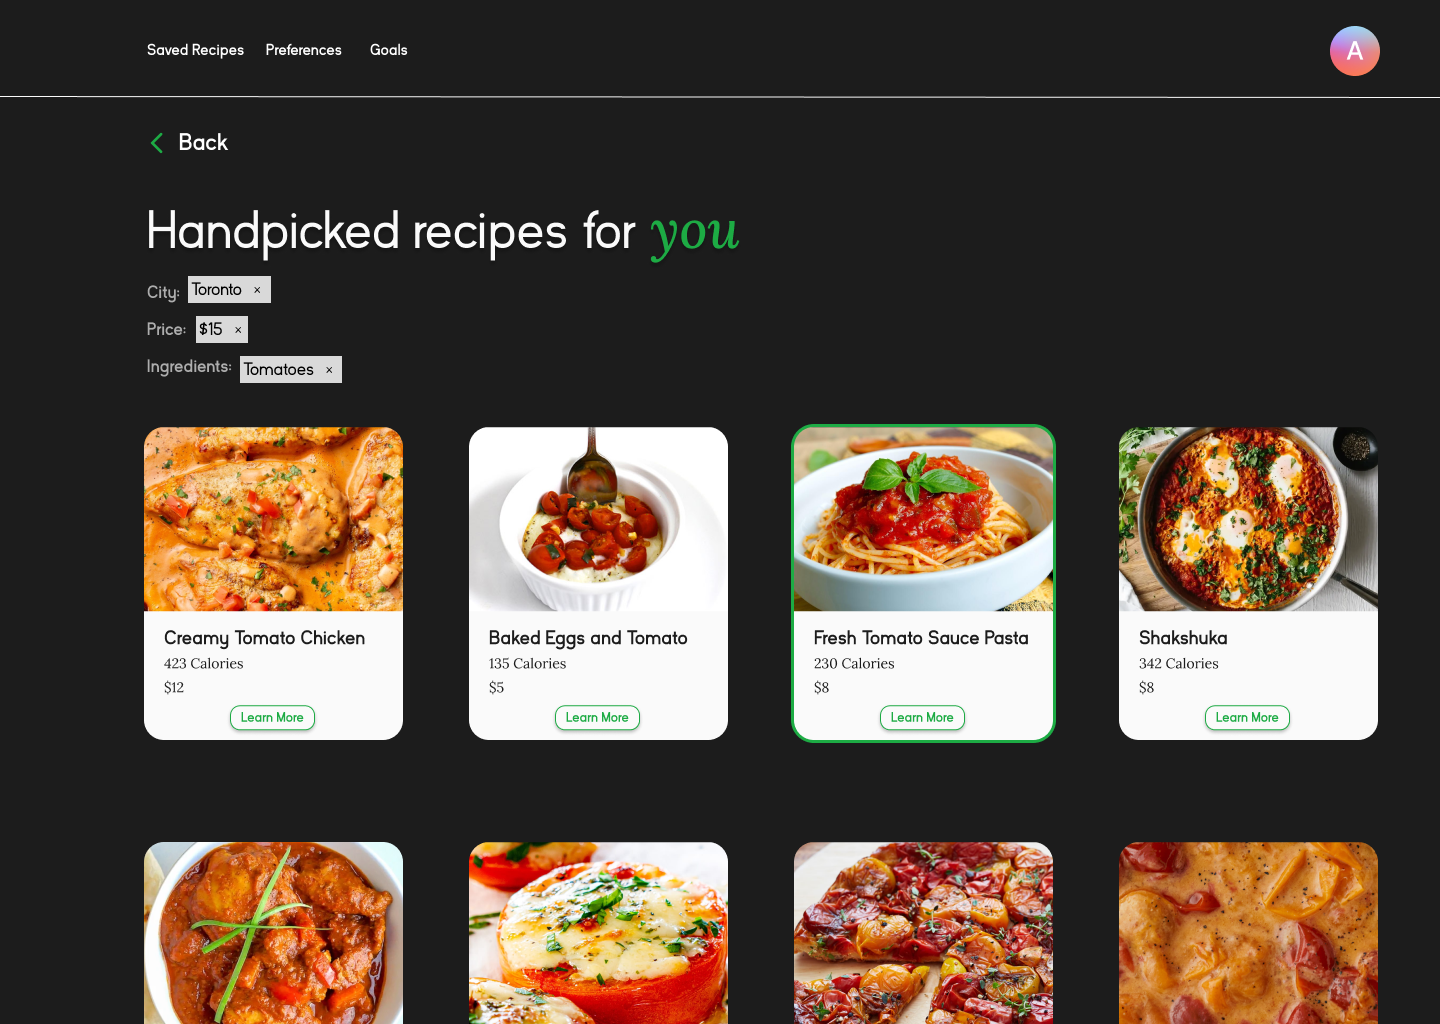 Saved Recipes Preferences Goals A
Back
Handpicked recipes for you
City: Toronto ×
Price: $15 ×
Ingredients: Tomatoes ×
Creamy Tomato Chicken
423 Calories
$12
Learn More
Baked Eggs and Tomato
135 Calories
$5
Learn More
Fresh Tomato Sauce Pasta
230 Calories
$8
Learn More
Shakshuka
342 Calories
$8
Learn More